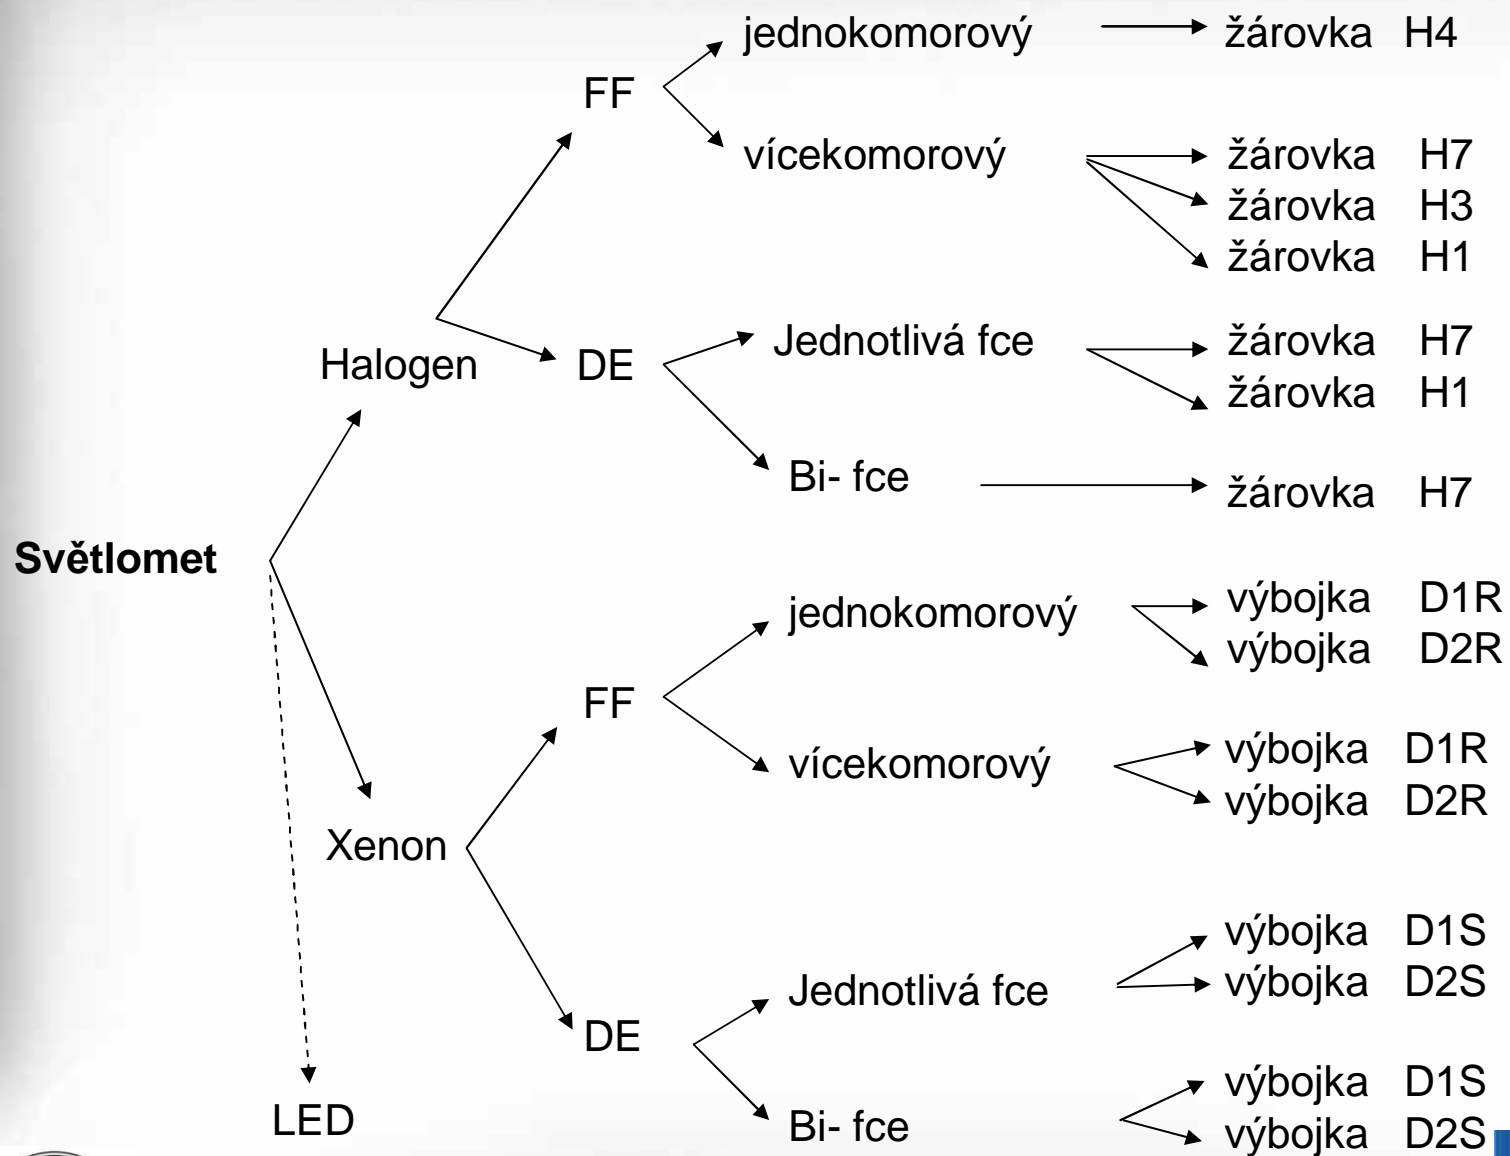 jednokomorový žárovka H4
FF
vícekomorový žárovka H7
žárovka H3
žárovka H1
Jednotlivá fce žárovka H7
Halogen DE
žárovka H1
Bi- fce žárovka H7
Světlomet
jednokomorový výbojka D1R
výbojka D2R
FF
vícekomorový výbojka D1R
výbojka D2R
Xenon
výbojka D1S
Jednotlivá fce výbojka D2S
DE
výbojka D1S
LED Bi- fce výbojka D2S